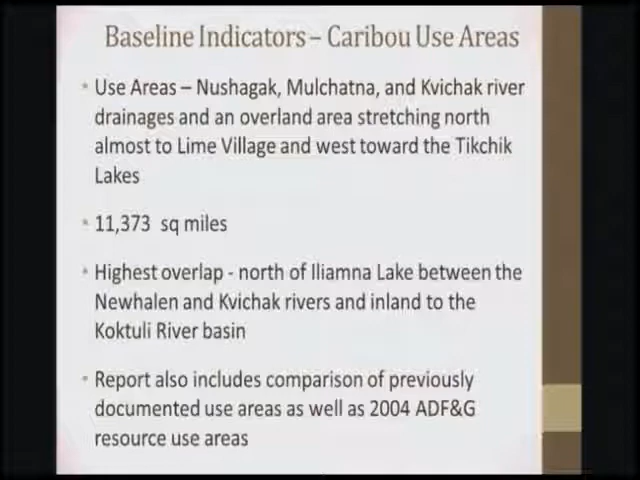 Baseline Indicators – Caribou Use Areas
• Use Areas – Nushagak, Mulchatna, and Kvichak river
drainages and an overland area stretching north
almost to Lime Village and west toward the Tikchik
Lakes
• 11,373 sq miles
• Highest overlap - north of Iliamna Lake between the
Newhalen and Kvichak rivers and inland to the
Koktuli River basin
• Report also includes comparison of previously
documented use areas as well as 2004 ADF&G
resource use areas